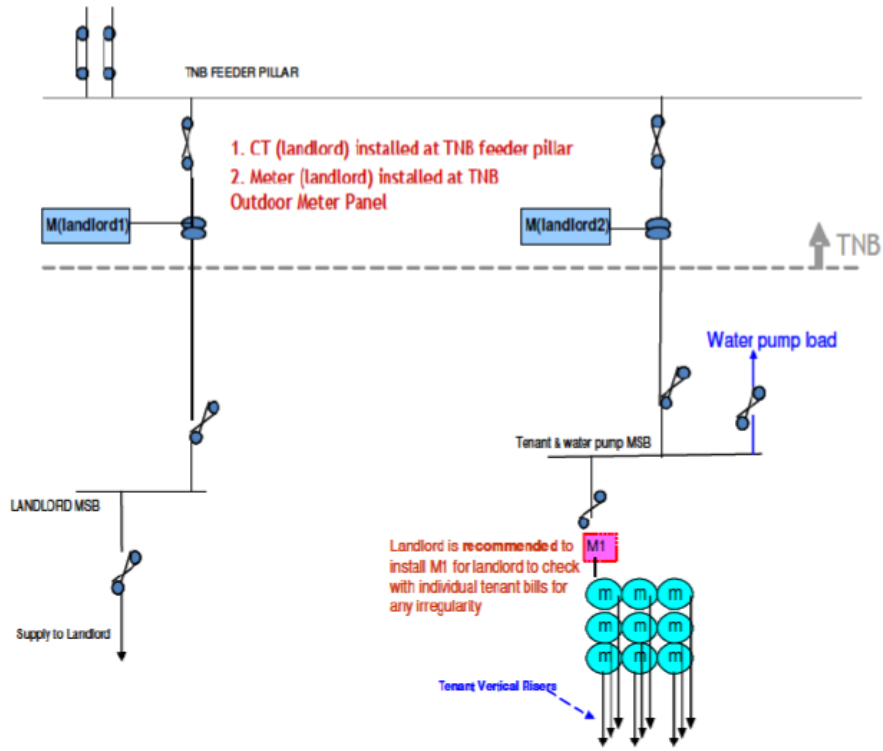 TNB FEEDER PILLAR
1. CT (landlord) installed at TNB feeder pillar
2. Meter (landlord) installed at TNB
Outdoor Meter Panel
M(landlord1)
M(landlord2)
TNB
Water pump load
Tenant & water pump MSB
LANDLORD MSB
Landlord is recommended to
install M1 for landlord to check
with individual tenant bills for
any irregularity
M1
m m m
m m m
m m m
Supply to Landlord
Tenant Vertical Risers